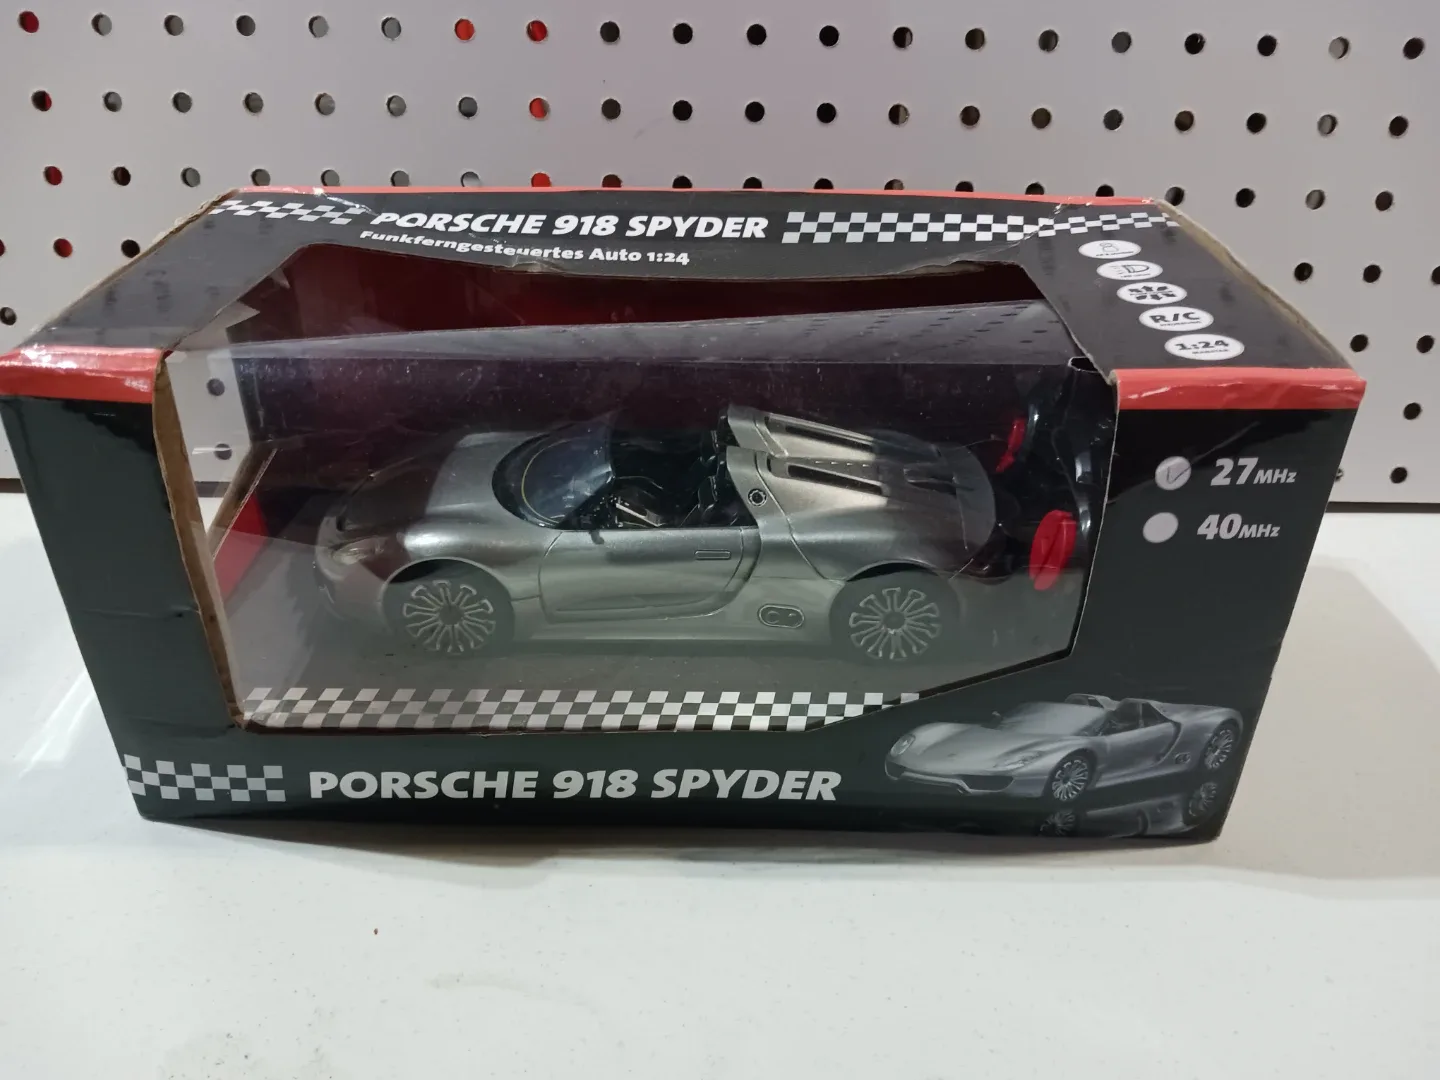 PORSCHE 918 SPYDER
Funkferngesteuertes Auto 1:24
R/C
1:24
27MHz
40MHz
PORSCHE 918 SPYDER